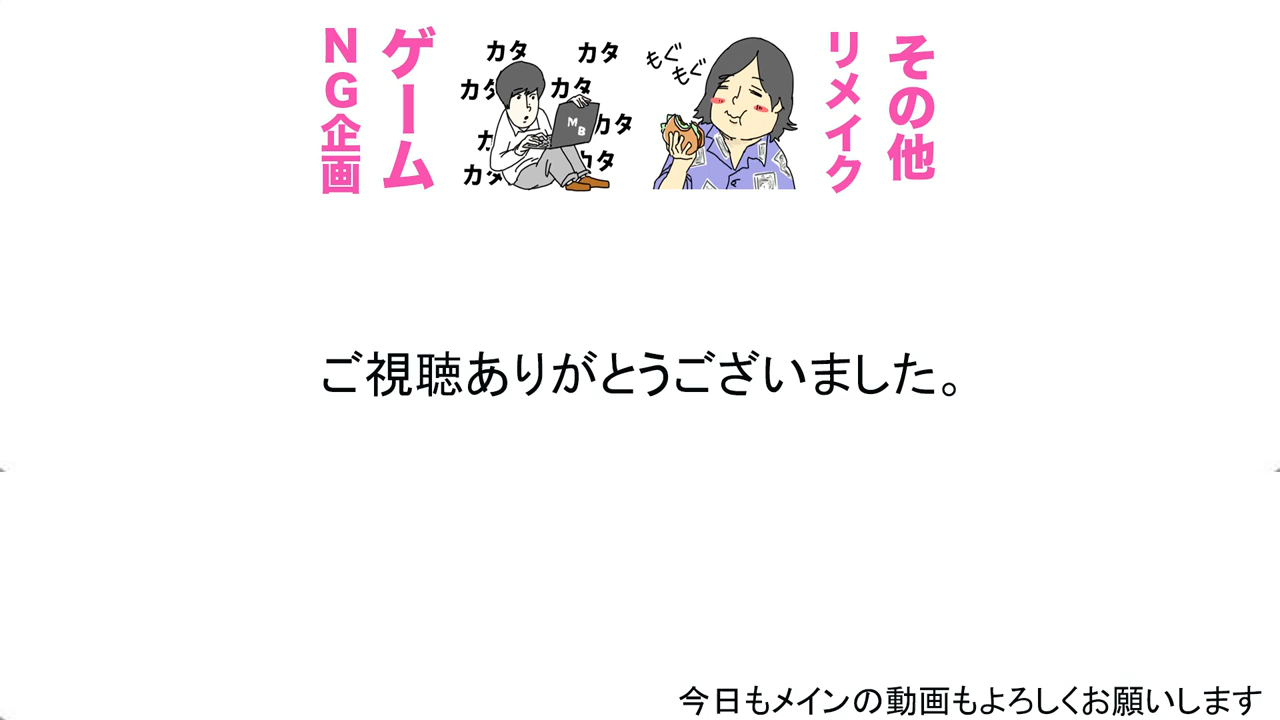 ゲーム
NG企画
カタ
カタ
カタ
カタ
カタ
カ
カタ
カタ
MB
もぐ
もぐ
その他
リメイク
ご視聴ありがとうございました。
今日もメインの動画もよろしくお願いします